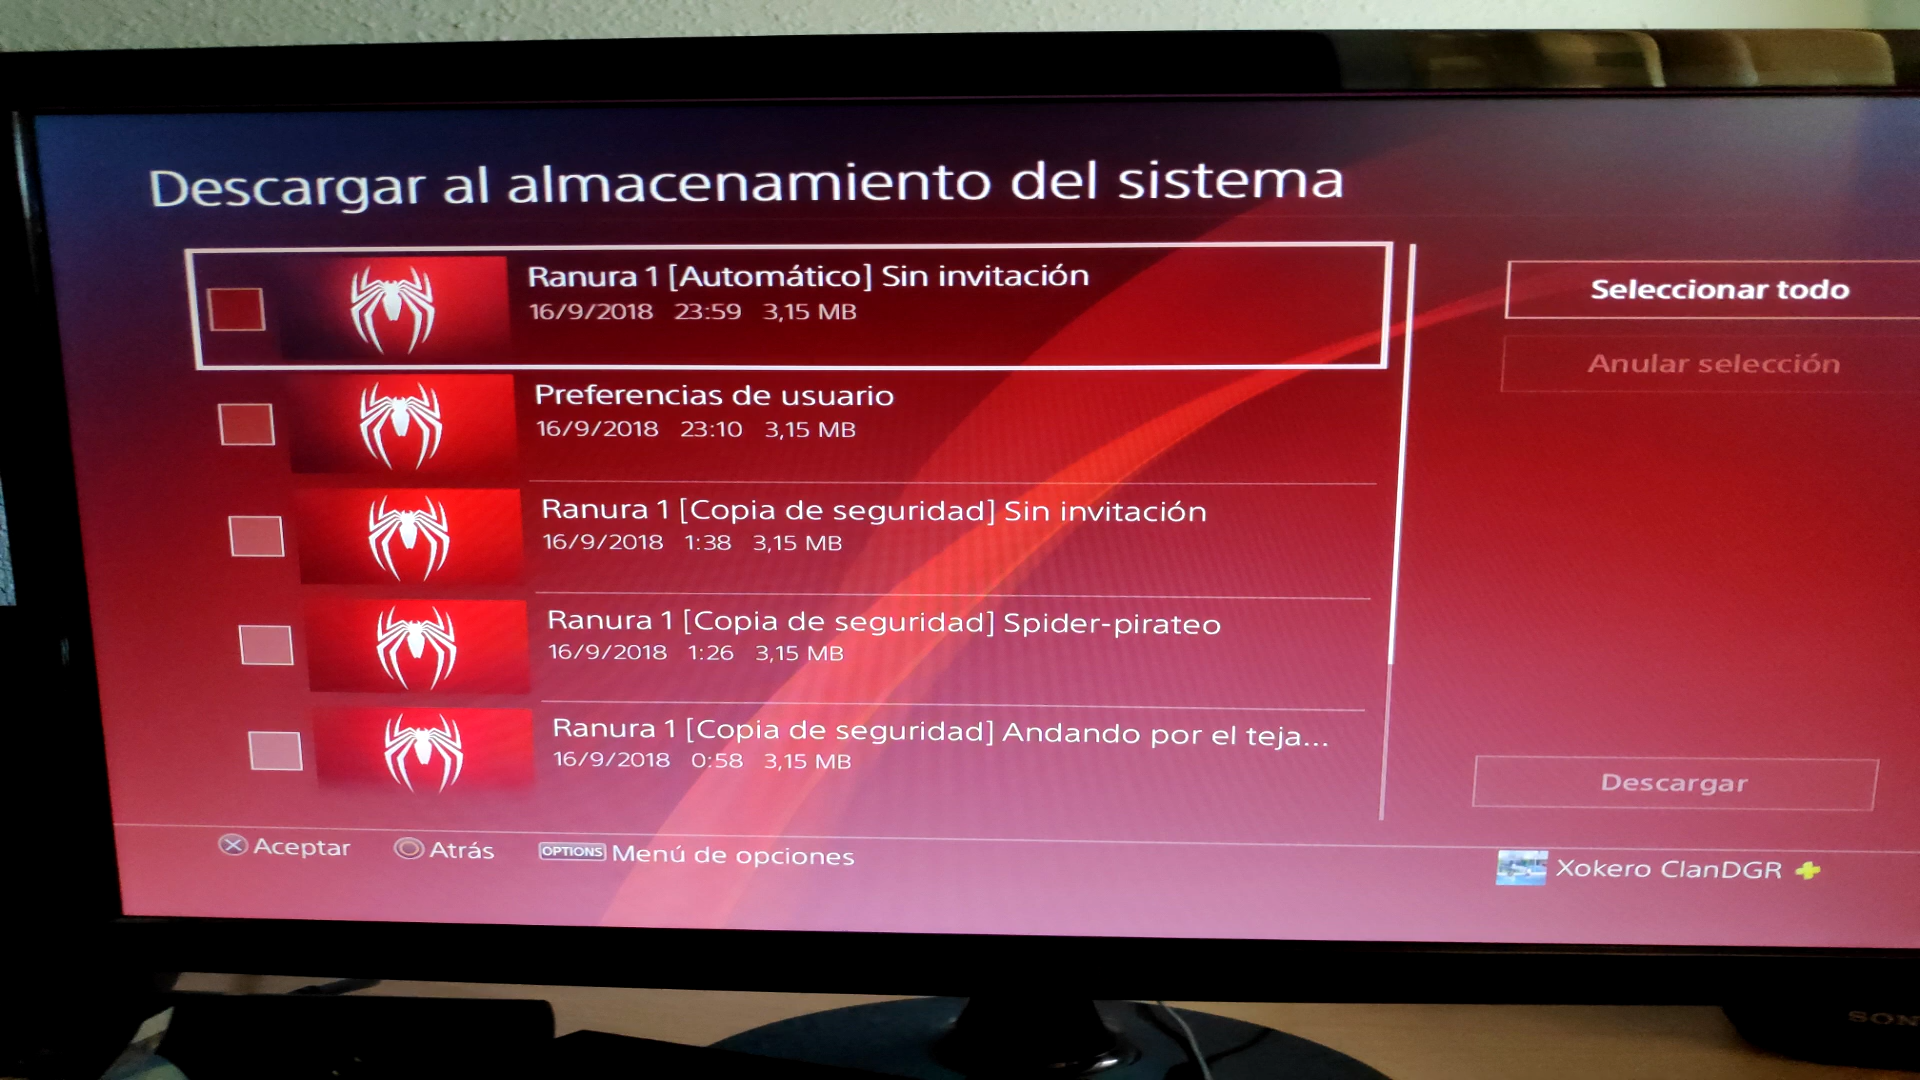 Descargar al almacenamiento del sistema
Ranura 1 [Automático] Sin invitación
16/9/2018 23:59 3,15 MB
Preferencias de usuario
16/9/2018 23:10 3,15 MB
Ranura 1 [Copia de seguridad] Sin invitación
16/9/2018 1:38 3,15 MB
Ranura 1 [Copia de seguridad] Spider-pirateo
16/9/2018 1:26 3,15 MB
Ranura 1 [Copia de seguridad] Andando por el teja...
16/9/2018 0:58 3,15 MB
Seleccionar todo
Anular selección
Descargar
Aceptar Atrás OPTIONS Menú de opciones
Xokero ClanDGR
SON